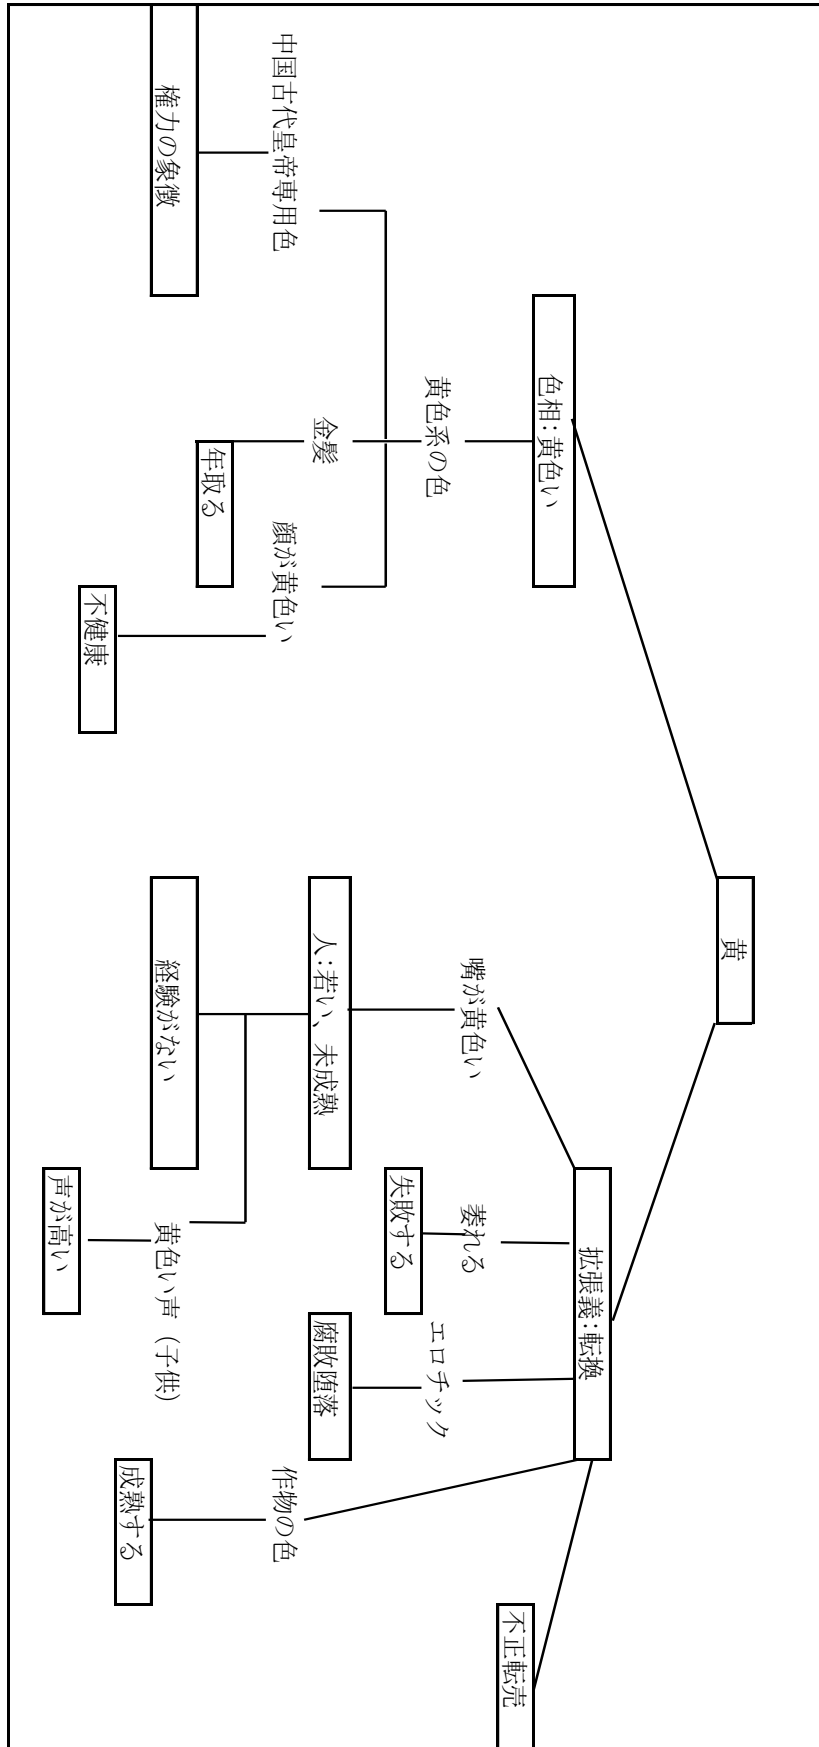 黄
色相：黄色い
拡張義：転換
黄色系の色
中国古代皇帝専用色
権力の象徴
金髪
年取る
顔が黄色い
不健康
嘴が黄色い
人：若い、未成熟
経験がない
黄色い声（子供）
声が高い
萎れる
失敗する
エロチック
腐敗堕落
作物の色
成熟する
不正転売